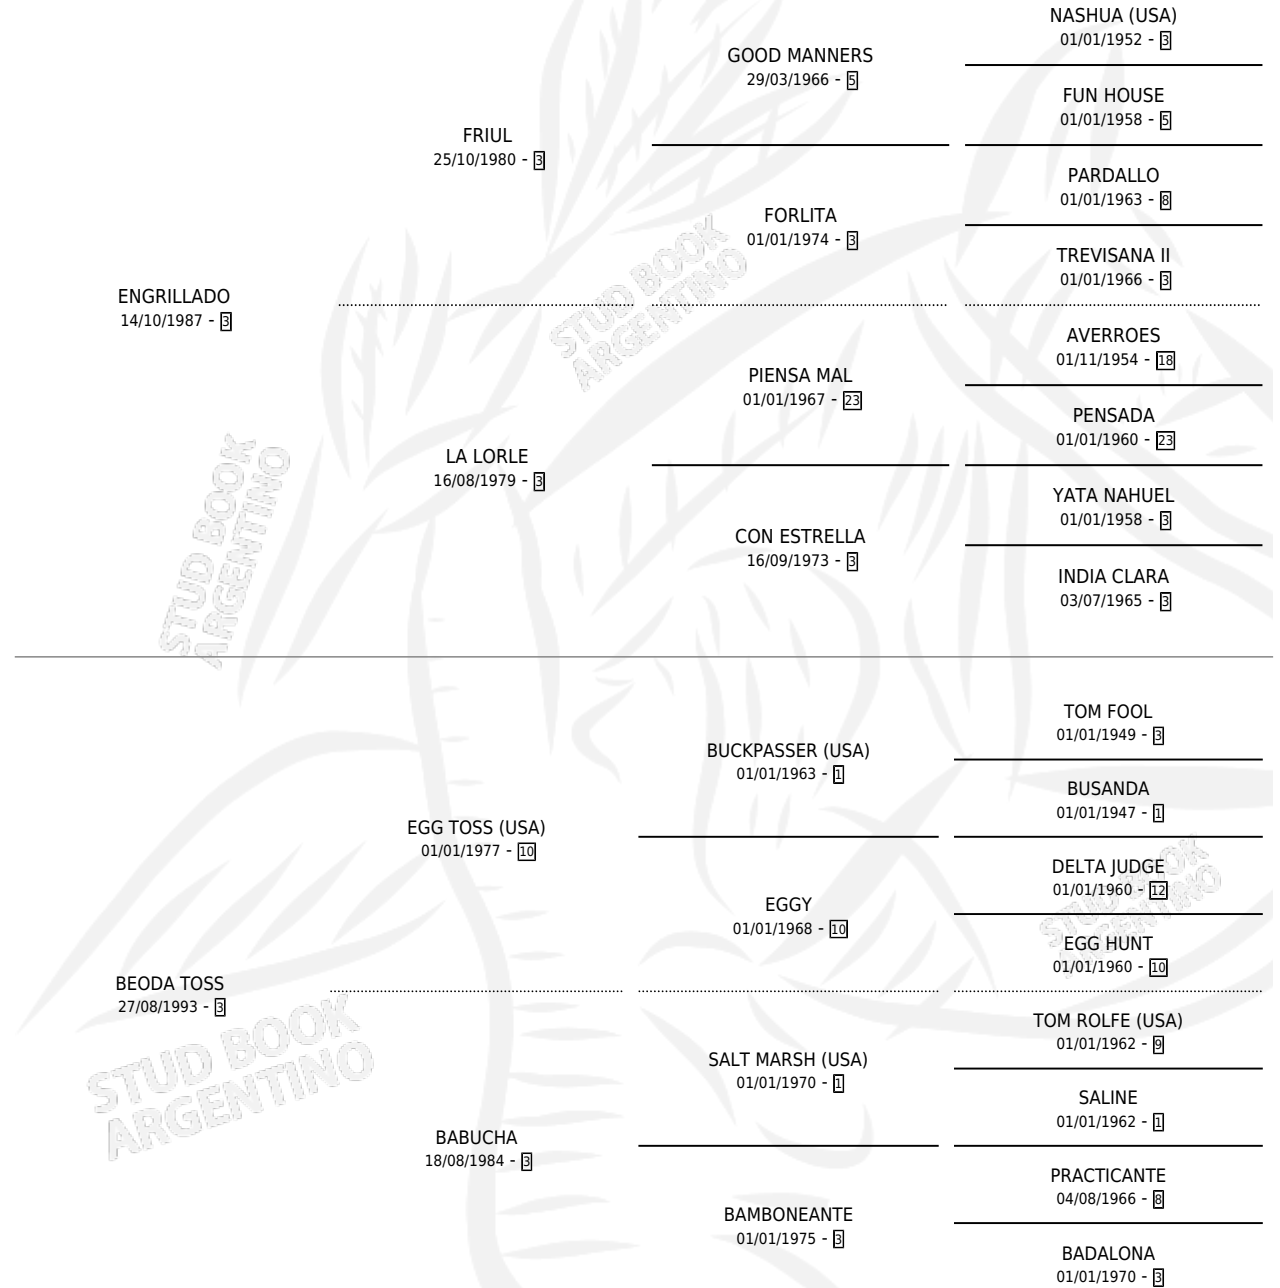 NASHUA (USA)
01/01/1952 - 3
GOOD MANNERS
29/03/1966 - 5
FUN HOUSE
01/01/1958 - 5
FRIUL
25/10/1980 - 3
PARDALLO
01/01/1963 - 8
FORLITA
01/01/1974 - 3
TREVISANA II
01/01/1966 - 3
ENGRILLADO
14/10/1987 - 3
STUD BOOK
ARGENTINO
AVERROES
01/11/1954 - 18
PIENSA MAL
01/01/1967 - 23
PENSADA
01/01/1960 - 23
LA LORLE
16/08/1979 - 3
YATA NAHUEL
01/01/1958 - 3
CON ESTRELLA
16/09/1973 - 3
INDIA CLARA
03/07/1965 - 3
STUD BOOK
ARGENTINO
TOM FOOL
01/01/1949 - 3
BUCKPASSER (USA)
01/01/1963 - 1
BUSANDA
01/01/1947 - 1
EGG TOSS (USA)
01/01/1977 - 10
DELTA JUDGE
01/01/1960 - 12
EGGY
01/01/1968 - 10
EGG HUNT
01/01/1960 - 10
STUD BOOK
ARGENTINO
BEODA TOSS
27/08/1993 - 3
TOM ROLFE (USA)
01/01/1962 - 9
SALT MARSH (USA)
01/01/1970 - 1
SALINE
01/01/1962 - 1
STUD BOOK
ARGENTINO
BABUCHA
18/08/1984 - 3
PRACTICANTE
04/08/1966 - 8
BAMBONEANTE
01/01/1975 - 3
BADALONA
01/01/1970 - 3